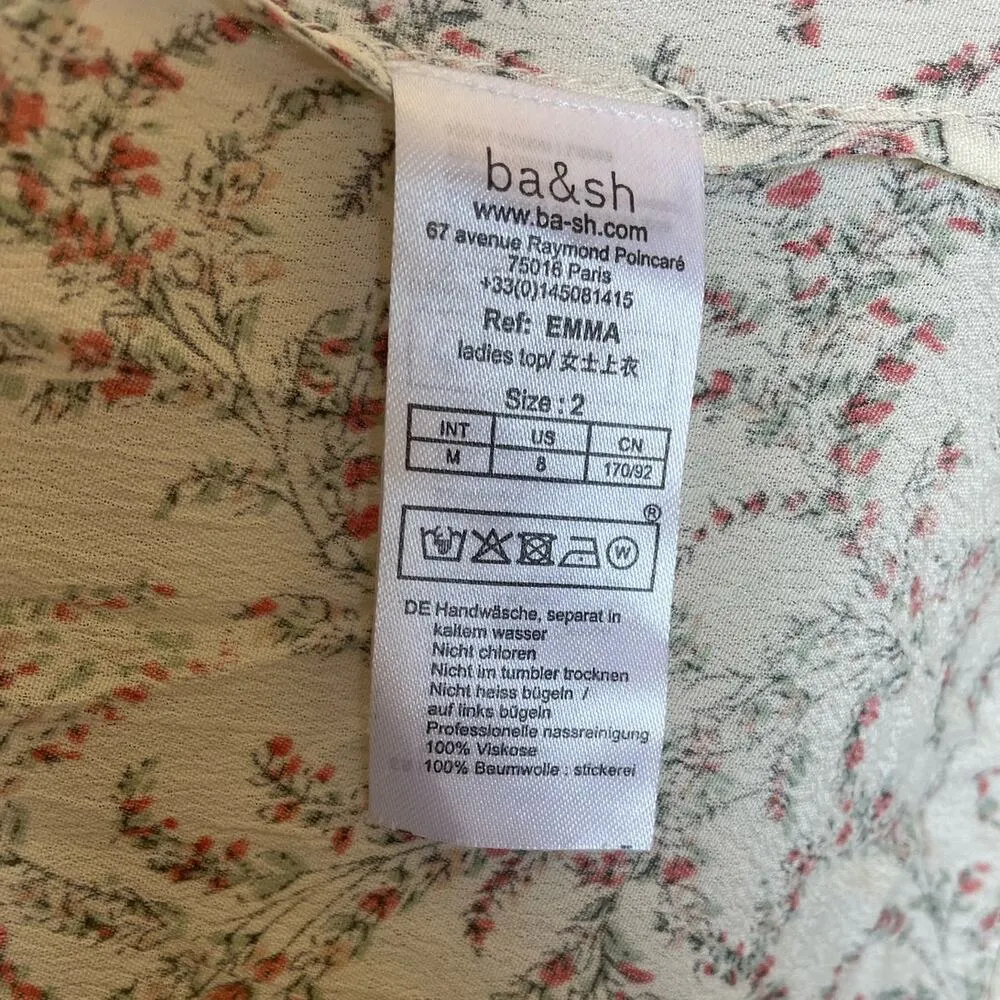 ba&sh
www.ba-sh.com
67 avenue Raymond Poincaré
75016 Paris
+33(0)145081415
Ref: EMMA
ladies top/ 女士上衣
Size : 2
INT US CN
M 8 170/92
®
W
DE Handwäsche, separat in
kaltem wasser
Nicht chloren
Nicht im tumbler trocknen
Nicht heiss bügeln /
auf links bügeln
Professionelle nassreinigung
100% Viskose
100% Baumwolle : stickerei